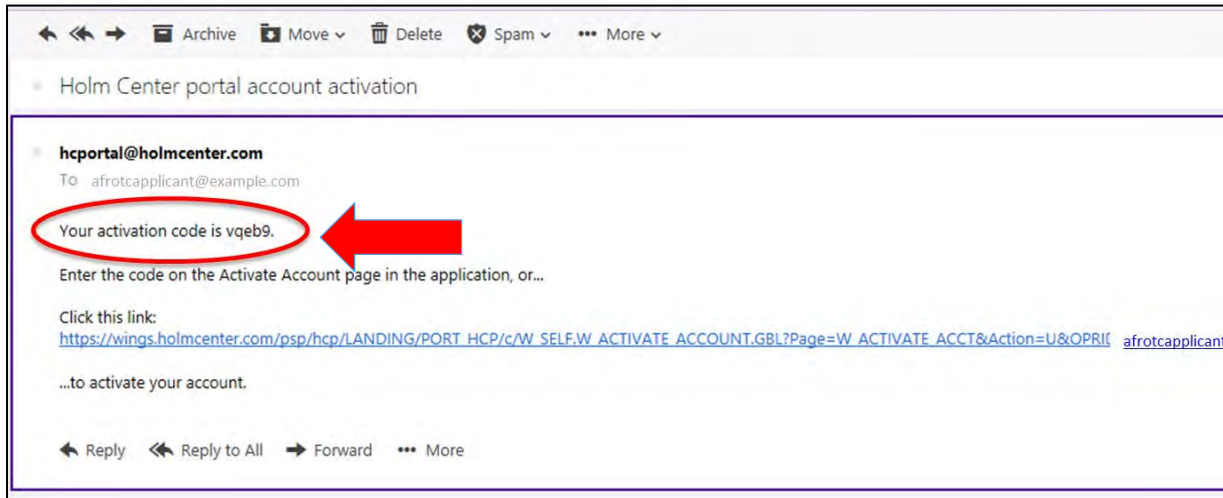 Archive Move Delete Spam ••• More
Holm Center portal account activation
hcportal@holmcenter.com
To afrotcapplicant@example.com
Your activation code is vqeb9.
Enter the code on the Activate Account page in the application, or...
Click this link:
https://wings.holmcenter.com/psp/hcp/LANDING/PORT_HCP/c/W_SELF.W_ACTIVATE_ACCOUNT.GBL?Page=W_ACTIVATE_ACCT&Action=U&OPRID afrotcapplicant
...to activate your account.
Reply Reply to All Forward ••• More